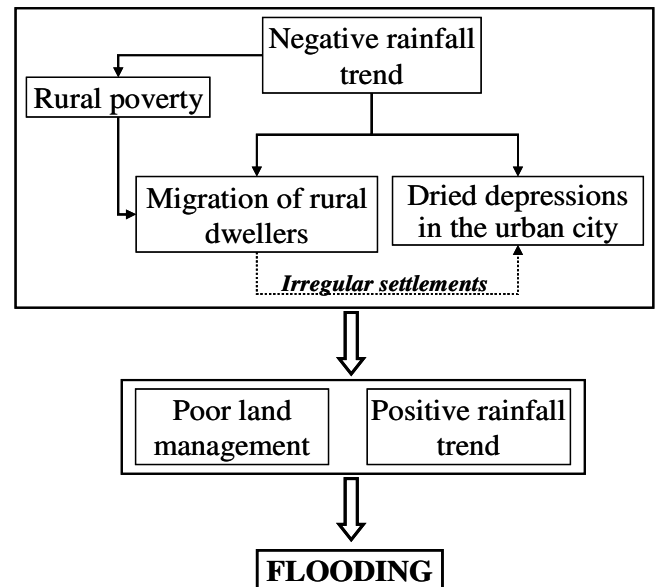 Negative rainfall
trend
Rural poverty
Migration of rural
dwellers
Dried depressions
in the urban city
Irregular settlements
Poor land
management
Positive rainfall
trend
FLOODING